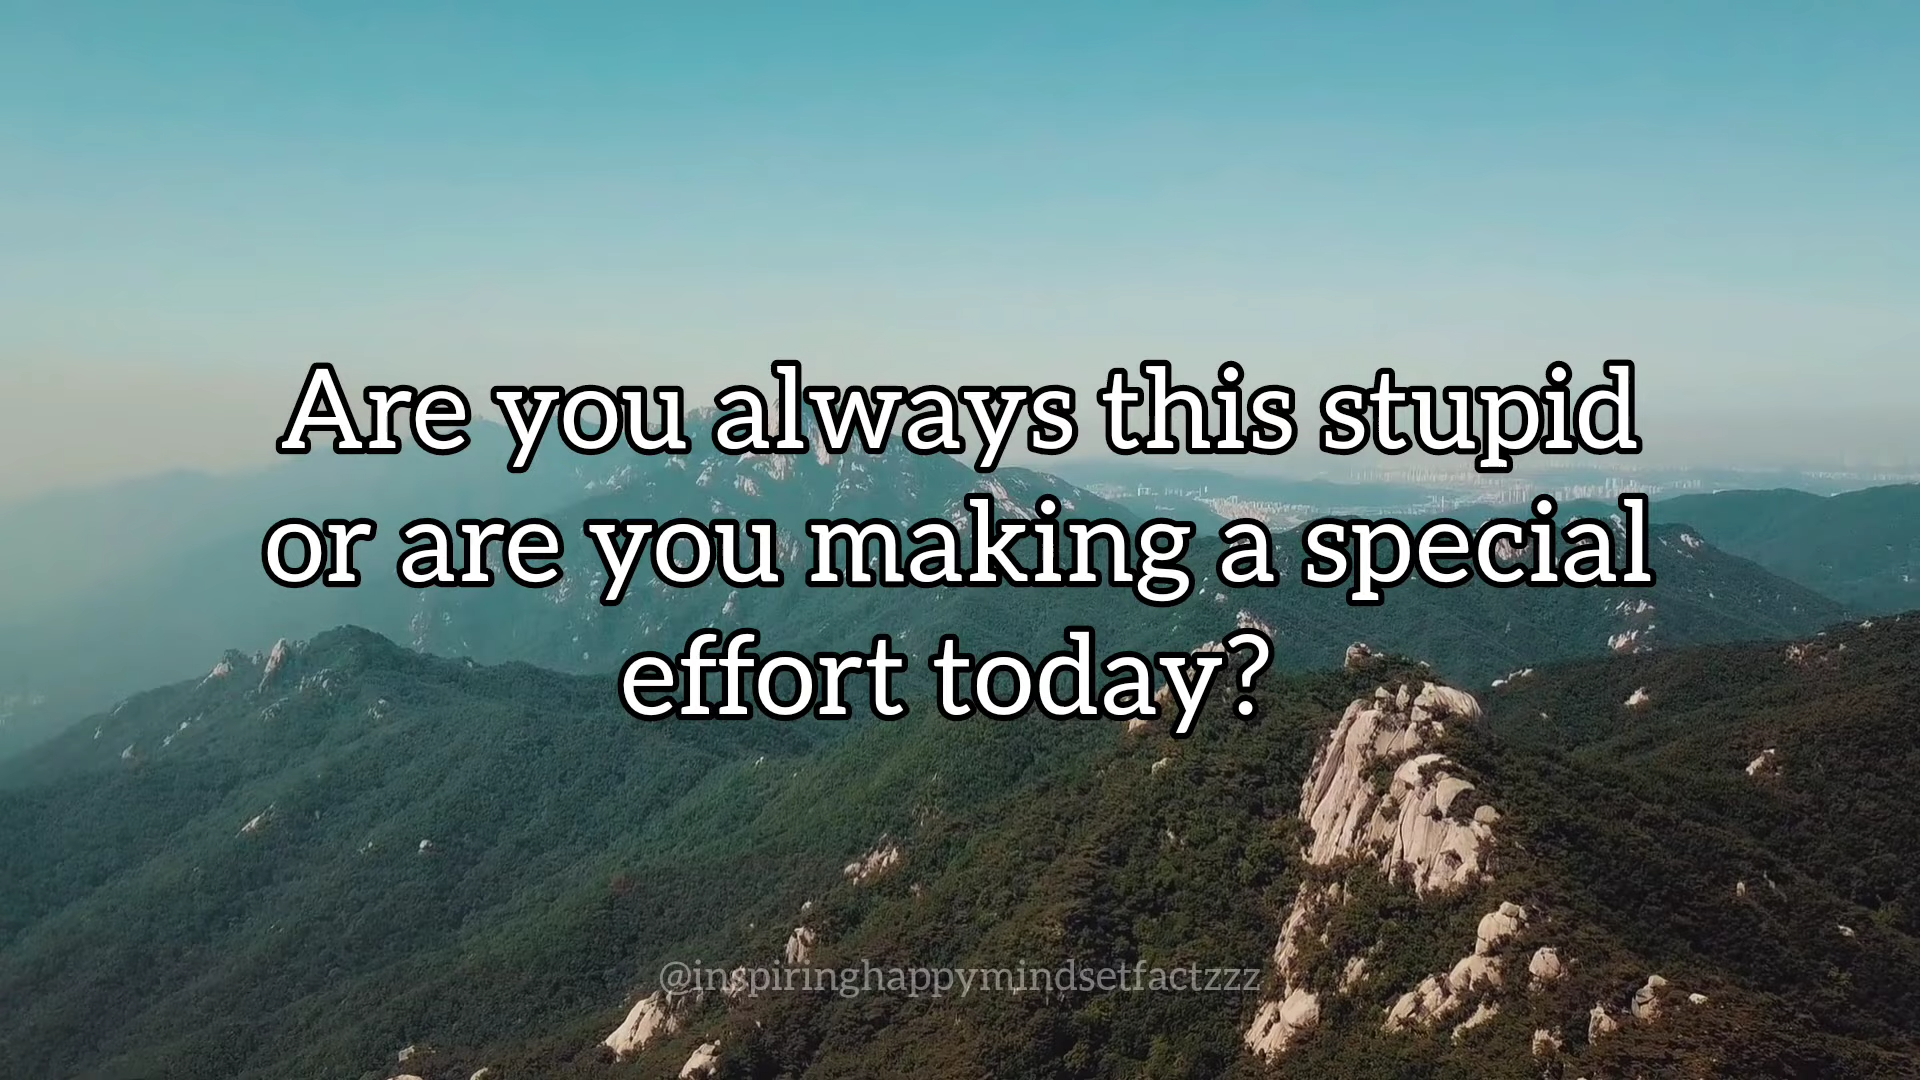 Are you always this stupid
or are you making a special
effort today?
@inspiringhappymindsetfactzzz